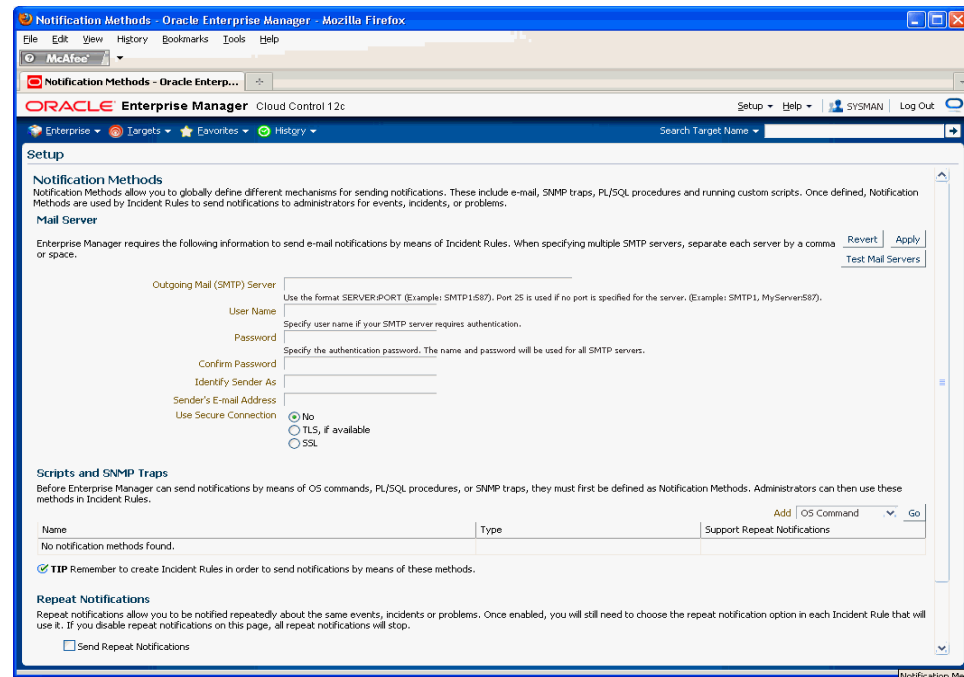 Notification Methods - Oracle Enterprise Manager - Mozilla Firefox
File Edit View History Bookmarks Tools Help
McAfee
Notification Methods - Oracle Enterp...
ORACLE Enterprise Manager Cloud Control 12c
Setup Help SYSMAN Log Out
Enterprise Targets Favorites History
Search Target Name
Setup
Notification Methods
Notification Methods allow you to globally define different mechanisms for sending notifications. These include e-mail, SNMP traps, PL/SQL procedures and running custom scripts. Once defined, Notification
Methods are used by Incident Rules to send notifications to administrators for events, incidents, or problems.
Mail Server
Enterprise Manager requires the following information to send e-mail notifications by means of Incident Rules. When specifying multiple SMTP servers, separate each server by a comma
or space.
Revert Apply
Test Mail Servers
Outgoing Mail (SMTP) Server
Use the format SERVER:PORT (Example: SMTP1:587). Port 25 is used if no port is specified for the server. (Example: SMTP1, MyServer:587).
User Name
Specify user name if your SMTP server requires authentication.
Password
Specify the authentication password. The name and password will be used for all SMTP servers.
Confirm Password
Identify Sender As
Sender's E-mail Address
Use Secure Connection
No
TLS, if available
SSL
Scripts and SNMP Traps
Before Enterprise Manager can send notifications by means of OS commands, PL/SQL procedures, or SNMP traps, they must first be defined as Notification Methods. Administrators can then use these
methods in Incident Rules.
Add OS Command Go
Name Type Support Repeat Notifications
No notification methods found.
TIP Remember to create Incident Rules in order to send notifications by means of these methods.
Repeat Notifications
Repeat notifications allow you to be notified repeatedly about the same events, incidents or problems. Once enabled, you will still need to choose the repeat notification option in each Incident Rule that will
use it. If you disable repeat notifications on this page, all repeat notifications will stop.
Send Repeat Notifications
Notification Me